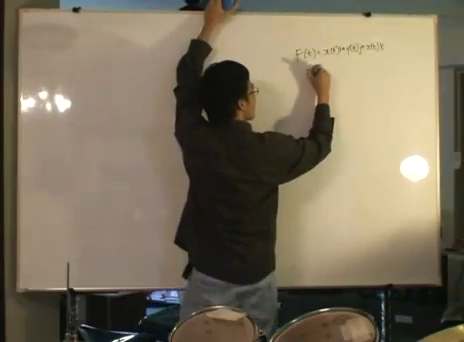 F(t) = x(t)i + y(t)j + z(t)k